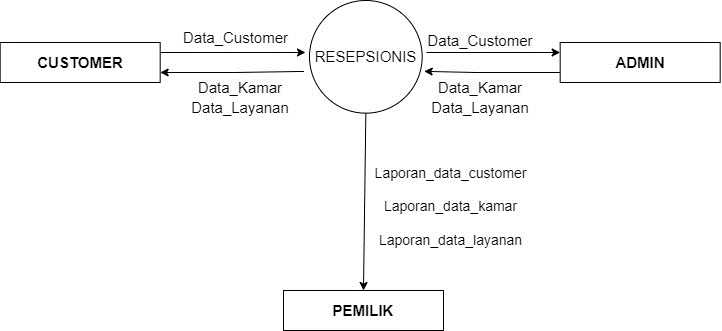 Data_Customer
Data_Customer
CUSTOMER
RESEPSIONIS
ADMIN
Data_Kamar
Data_Layanan
Data_Kamar
Data_Layanan
Laporan_data_customer
Laporan_data_kamar
Laporan_data_layanan
PEMILIK